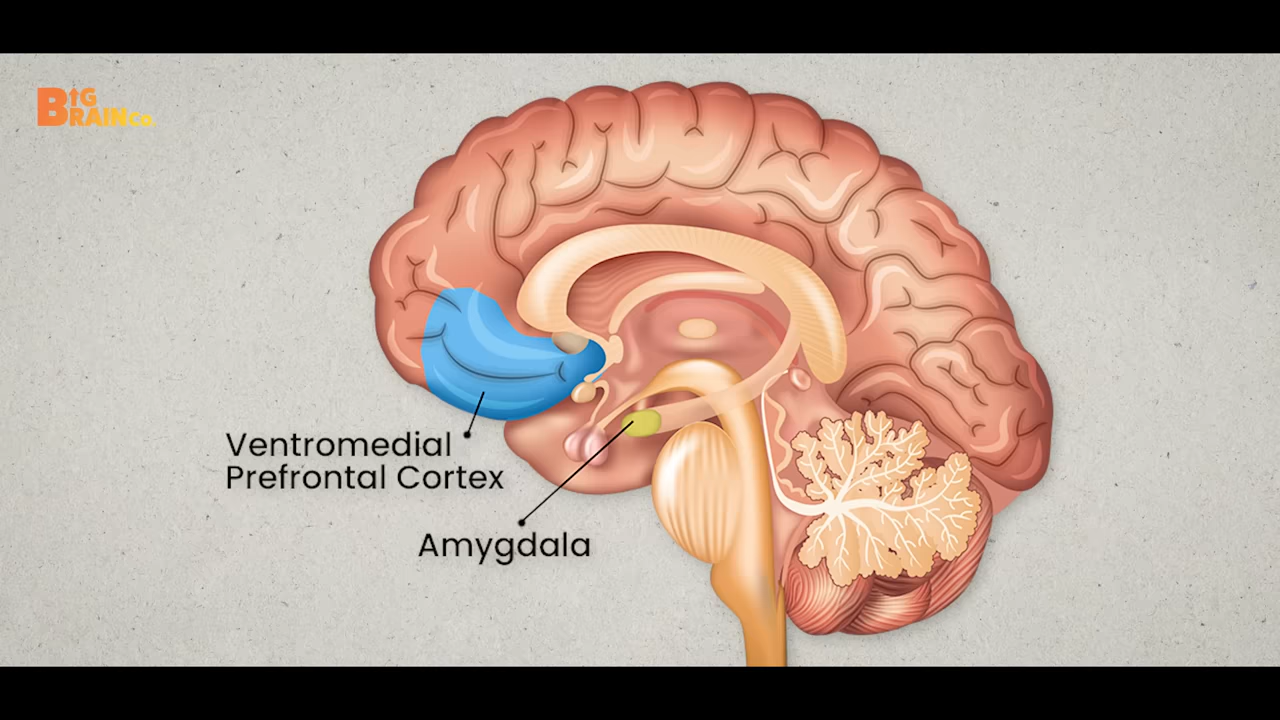 BIG
BRAIN CO.
Ventromedial
Prefrontal Cortex
Amygdala